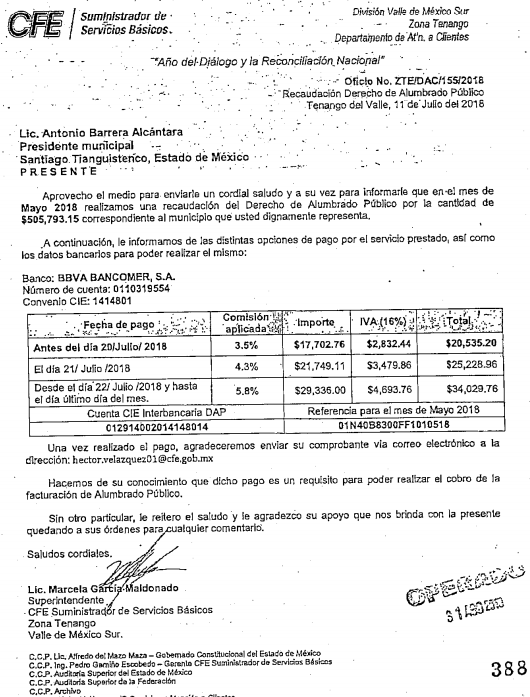 CFE
Suministrador de
Servicios Básicos.
División Valle de México Sur
Zona Tenango
Departamento de At'n. a Clientes
"Año del Diálogo y la Reconciliación Nacional"
Oficio No. ZTE/DAC/155/2018
Recaudación Derecho de Alumbrado Público
Tenango del Valle, 11 de Julio del 2018
Lic. Antonio Barrera Alcántara
Presidente municipal
Santiago Tianguistenco, Estado de México
P R E S E N T E
Aprovecho el medio para enviarle un cordial saludo y a su vez para informarle que en el mes de
Mayo 2018 realizamos una recaudación del Derecho de Alumbrado Público por la cantidad de
$505,793.15 correspondiente al municipio que usted dignamente representa.
A continuación, le informamos de las distintas opciones de pago por el servicio prestado, así como
los datos bancarios para poder realizar el mismo:
Banco: BBVA BANCOMER, S.A.
Número de cuenta: 0110319554
Convenio CIE: 1414801
Fecha de pago Comisión aplicada Importe IVA (16%) Total
Antes del día 20/Julio/ 2018 3.5% $17,702.76 $2,832.44 $20,535.20
El día 21/ Julio /2018 4.3% $21,749.11 $3,479.86 $25,228.96
Desde el día 22/ Julio /2018 y hasta
el día último día del mes. 5.8% $29,336.00 $4,693.76 $34,029.76
Cuenta CIE Interbancaria DAP Referencia para el mes de Mayo 2018
012914002014148014 01N40B8300FF1010518
Una vez realizado el pago, agradeceremos enviar su comprobante vía correo electrónico a la
dirección: hector.velazquez01@cfe.gob.mx
Hacemos de su conocimiento que dicho pago es un requisito para poder realizar el cobro de la
facturación de Alumbrado Público.
Sin otro particular, le reitero el saludo y le agradezco su apoyo que nos brinda con la presente
quedando a sus órdenes para cualquier comentario.
Saludos cordiales.
Lic. Marcela García Maldonado
Superintendente
CFE Suministrador de Servicios Básicos
Zona Tenango
Valle de México Sur.
OPERADO
C.C.P. Lic. Alfredo del Mazo Maza – Gobernado Constitucional del Estado de México
C.C.P. Ing. Pedro Gamiño Escobedo – Gerente CFE Suministrador de Servicios Básicos
C.C.P. Auditoria Superior del Estado de México
C.C.P. Auditoria Superior de la Federación
C.C.P. Archivo
388